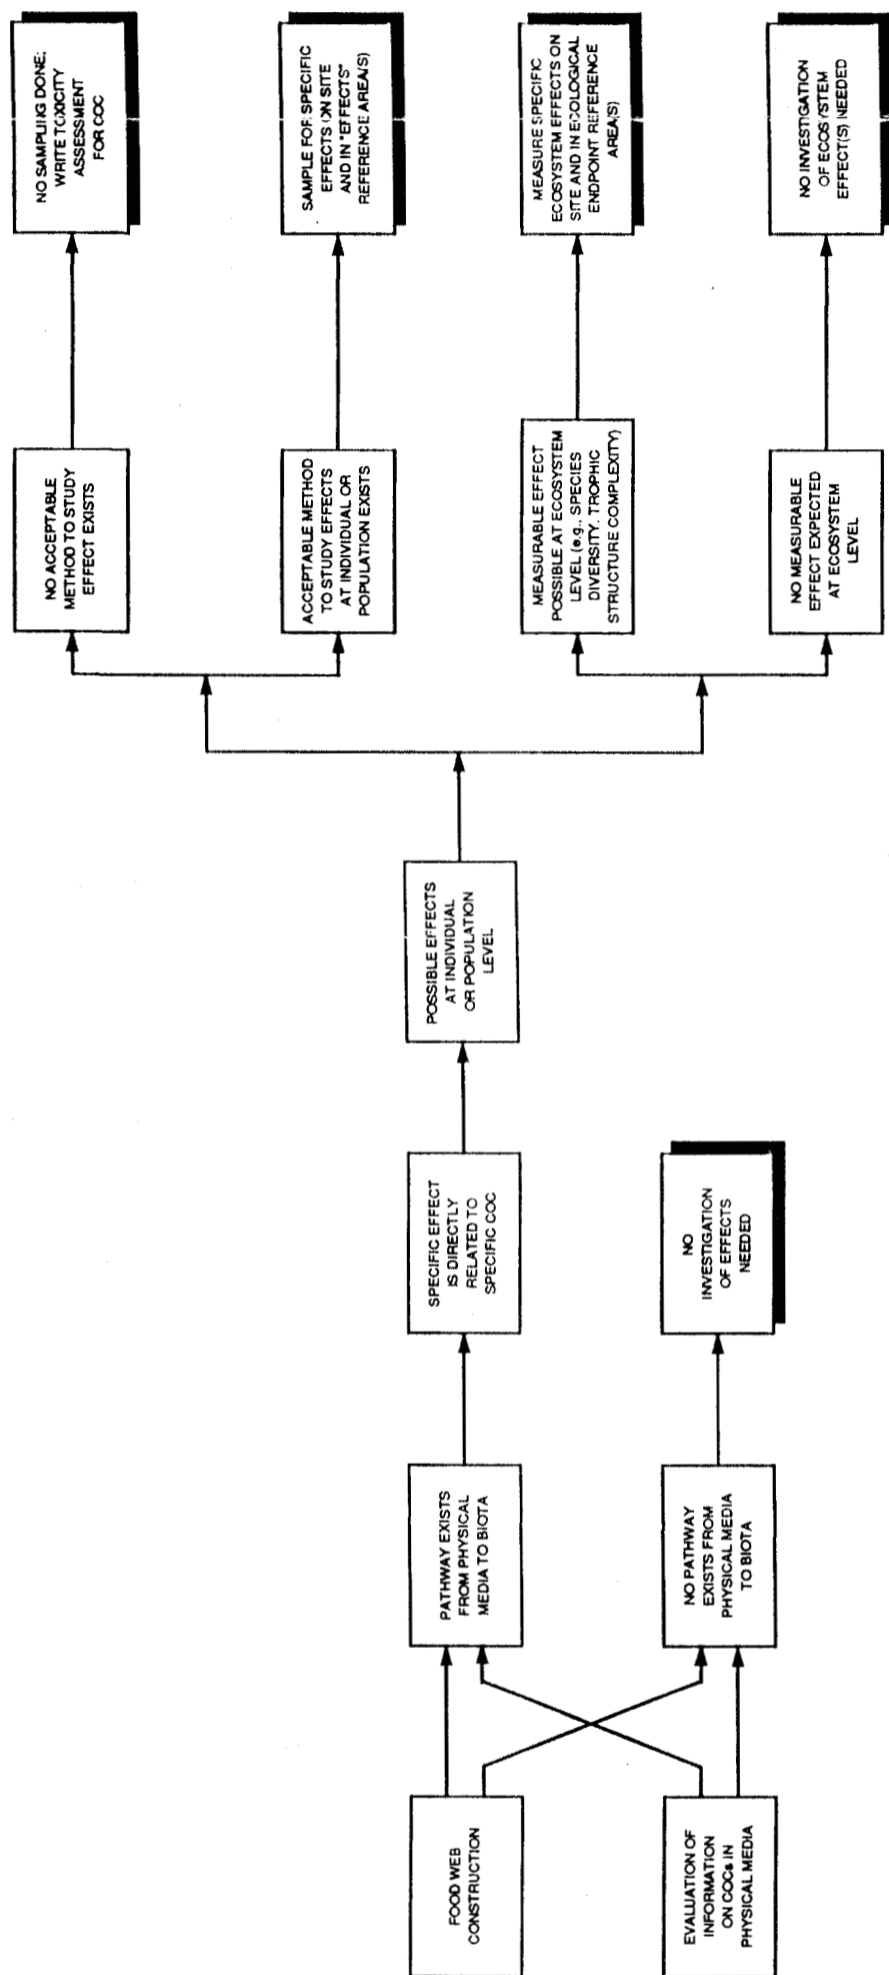 FOOD WEB
CONSTRUCTION
EVALUATION OF
INFORMATION
ON COCs IN
PHYSICAL MEDIA
PATHWAY EXISTS
FROM PHYSICAL
MEDIA TO BIOTA
NO PATHWAY
EXISTS FROM
PHYSICAL MEDIA
TO BIOTA
SPECIFIC EFFECT
IS DIRECTLY
RELATED TO
SPECIFIC COC
NO
INVESTIGATION
OF EFFECTS
NEEDED
POSSIBLE EFFECTS
AT INDIVIDUAL
OR POPULATION
LEVEL
NO ACCEPTABLE
METHOD TO STUDY
EFFECT EXISTS
ACCEPTABLE METHOD
TO STUDY EFFECTS
AT INDIVIDUAL OR
POPULATION EXISTS
MEASURABLE EFFECT
POSSIBLE AT ECOSYSTEM
LEVEL (e.g., SPECIES
DIVERSITY, TROPHIC
STRUCTURE COMPLEXITY)
NO MEASURABLE
EFFECT EXPECTED
AT ECOSYSTEM
LEVEL
NO SAMPLING DONE;
WRITE TOXICITY
ASSESSMENT
FOR COC
SAMPLE FOR SPECIFIC
EFFECTS ON SITE
AND IN "EFFECTS"
REFERENCE AREA(S)
MEASURE SPECIFIC
ECOSYSTEM EFFECTS ON
SITE AND IN ECOLOGICAL
ENDPOINT REFERENCE
AREA(S)
NO INVESTIGATION
OF ECOSYSTEM
EFFECT(S) NEEDED